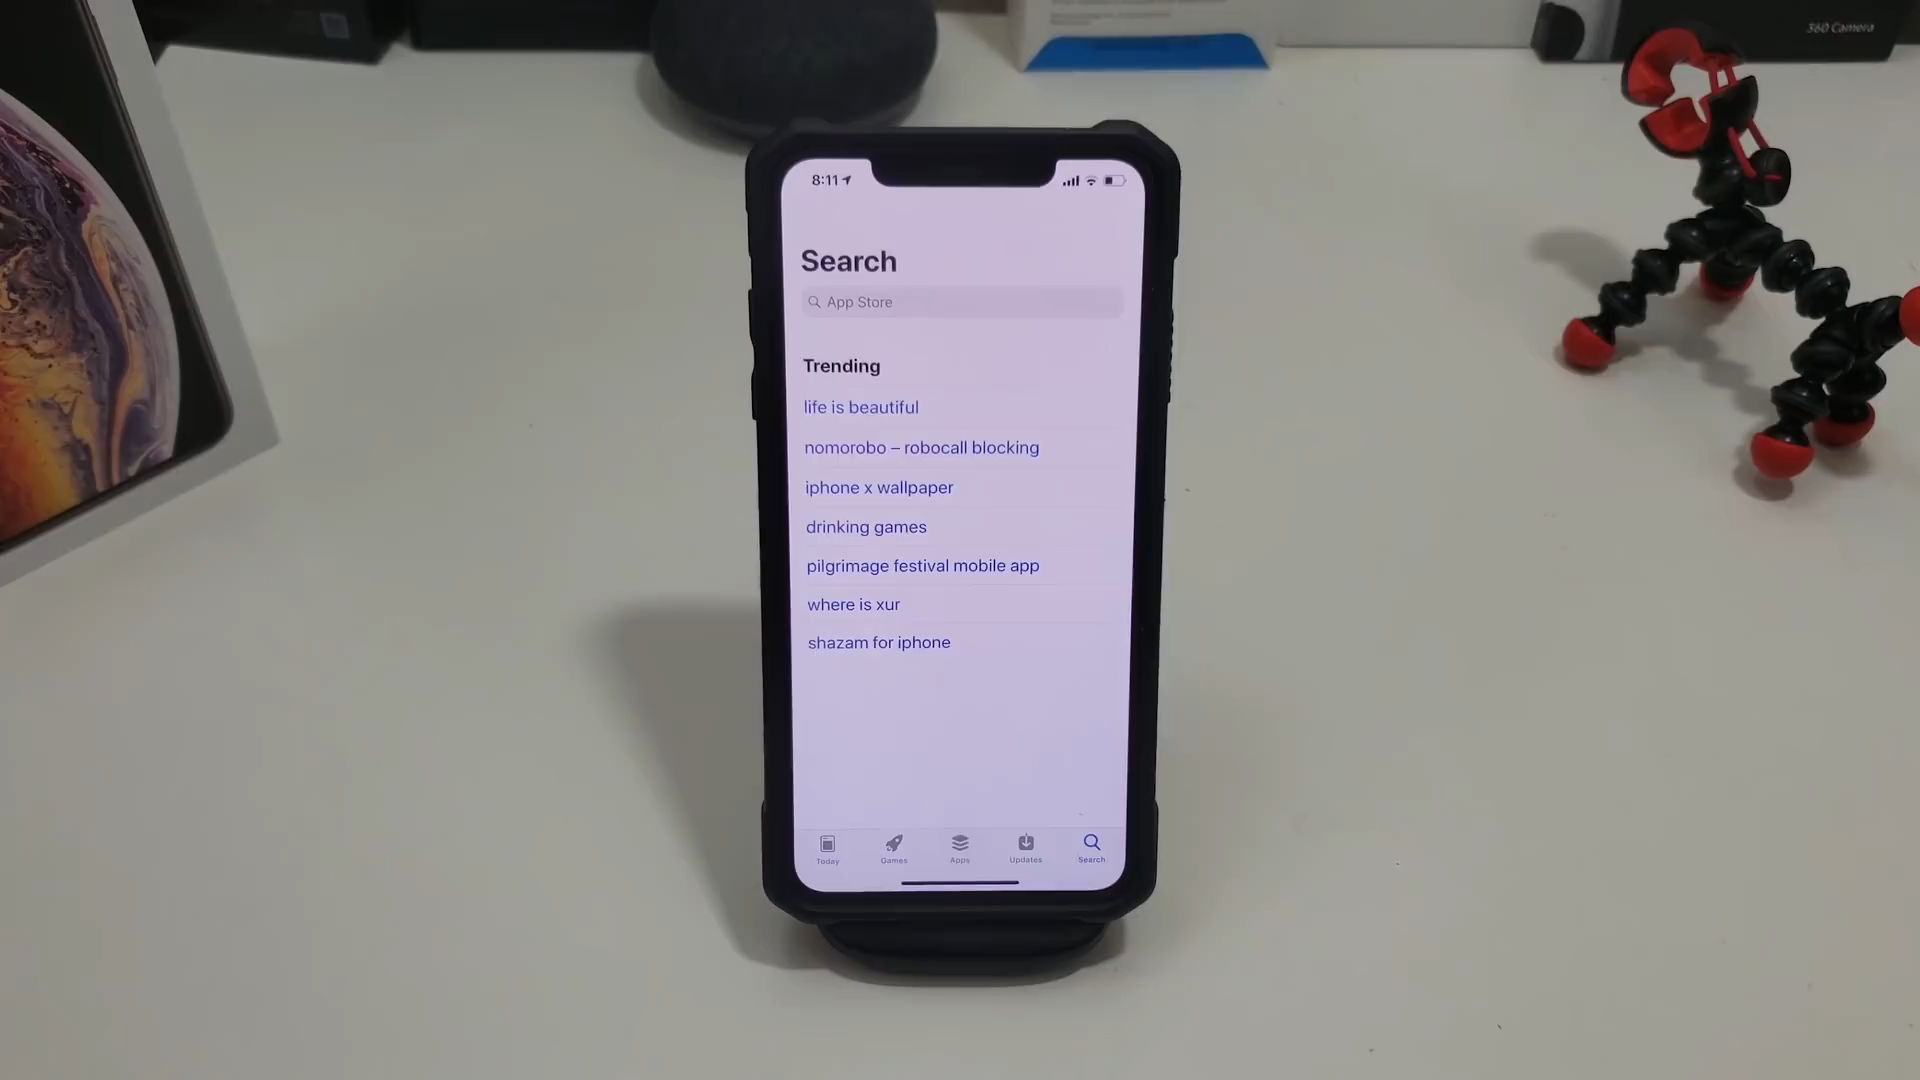 360 Camera
8:11
Search
App Store
Trending
life is beautiful
nomorobo – robocall blocking
iphone x wallpaper
drinking games
pilgrimage festival mobile app
where is xur
shazam for iphone
Today
Games
Apps
Updates
Search